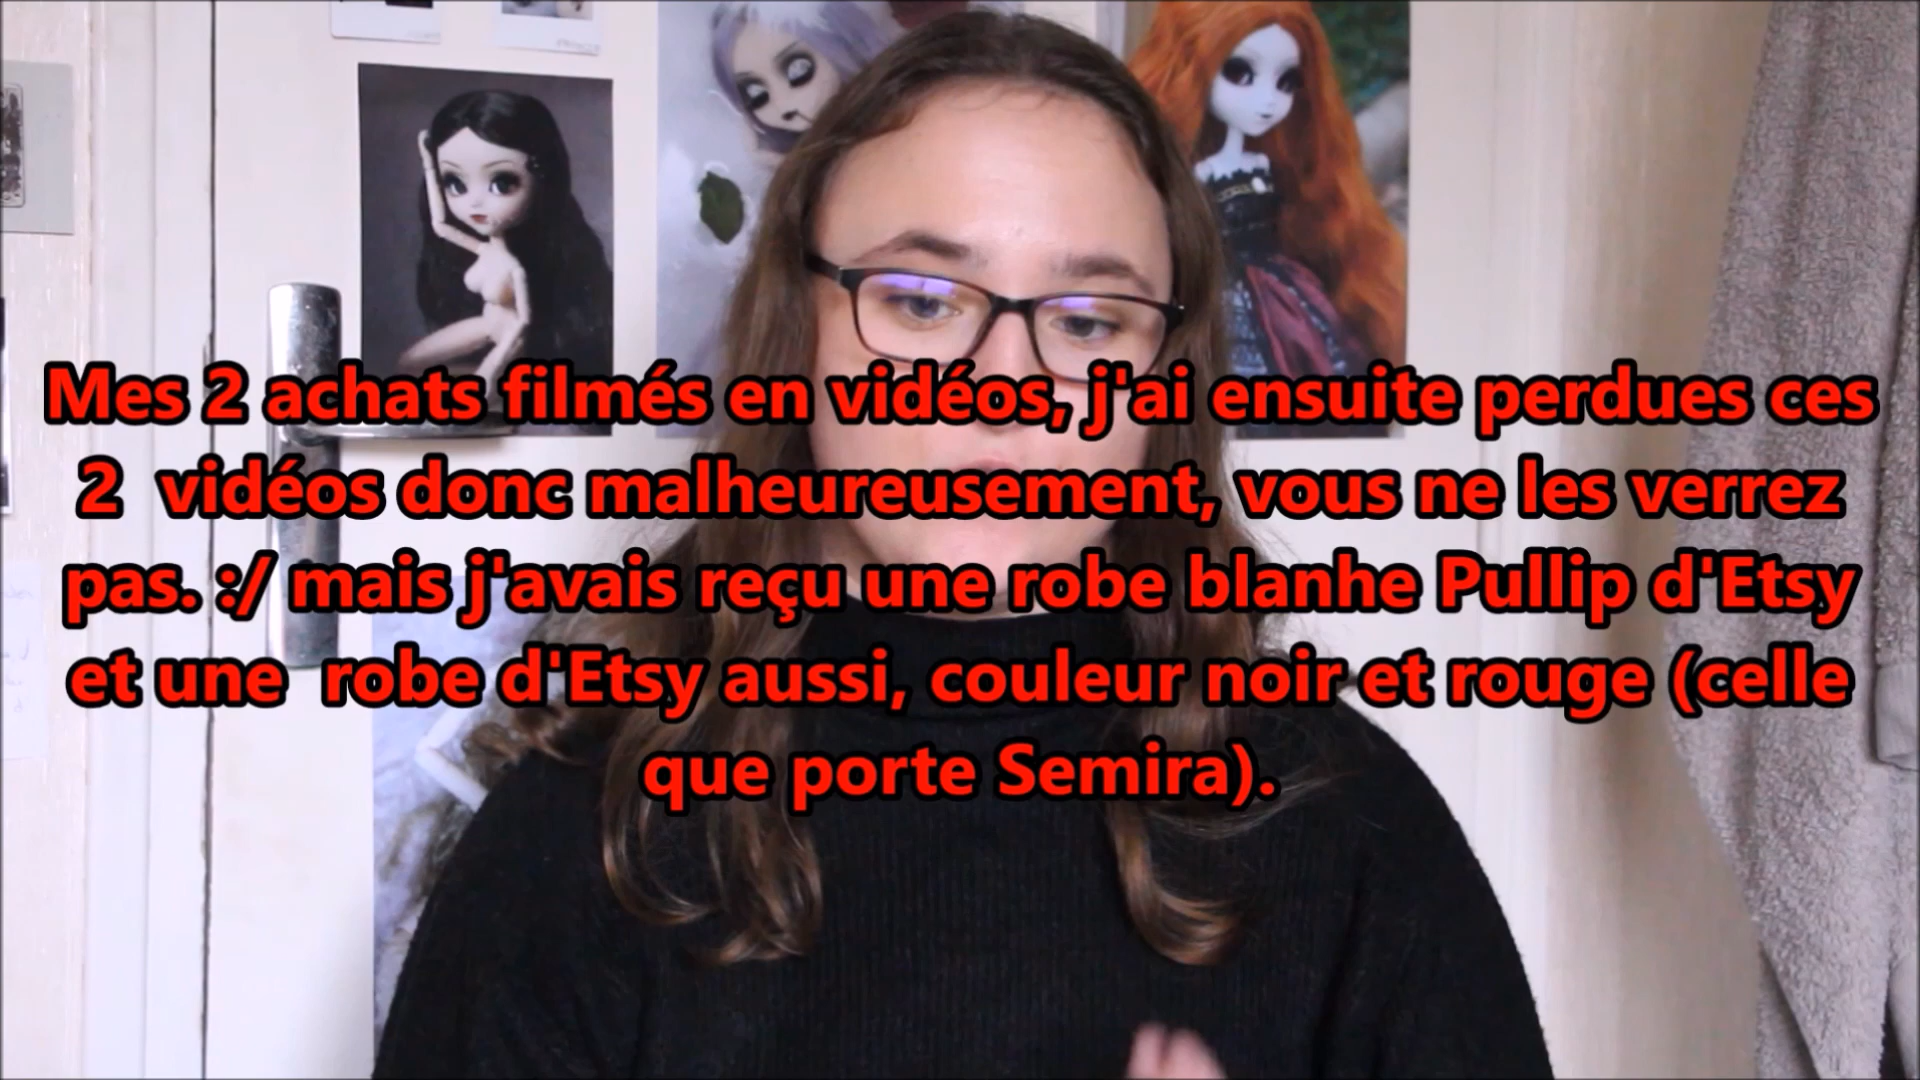 Mes 2 achats filmés en vidéos, j'ai ensuite perdues ces
2 vidéos donc malheureusement, vous ne les verrez
pas. :/ mais j'avais reçu une robe blanhe Pullip d'Etsy
et une robe d'Etsy aussi, couleur noir et rouge (celle
que porte Semira).